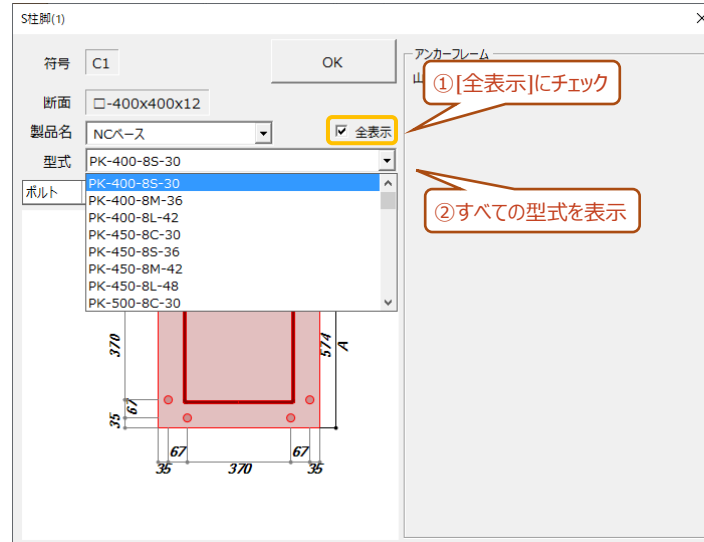 S柱脚(1)
符号 C1 OK
アンカーフレーム
山
①[全表示]にチェック
断面 □-400x400x12
製品名 NCベース 全表示
型式 PK-400-8S-30
ボルト
PK-400-8S-30
PK-400-8M-36
PK-400-8L-42
PK-450-8C-30
PK-450-8S-36
PK-450-8M-42
PK-450-8L-48
PK-500-8C-30
②すべての型式を表示
370
574
A
67
35
67
67
35
370
35